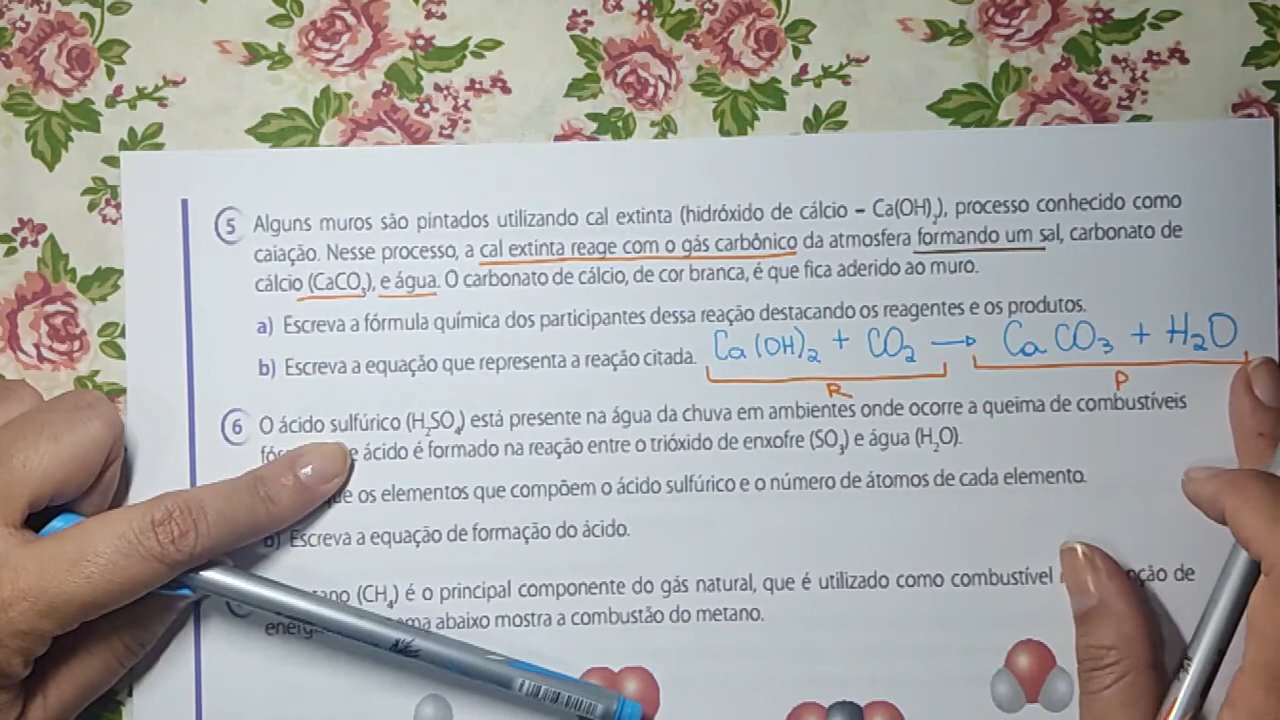 5 Alguns muros são pintados utilizando cal extinta (hidróxido de cálcio – Ca(OH)₂), processo conhecido como
caiação. Nesse processo, a cal extinta reage com o gás carbônico da atmosfera formando um sal, carbonato de
cálcio (CaCO₃), e água. O carbonato de cálcio, de cor branca, é que fica aderido ao muro.
a) Escreva a fórmula química dos participantes dessa reação destacando os reagentes e os produtos.
b) Escreva a equação que representa a reação citada. Ca(OH)₂ + CO₂ → CaCO₃ + H₂O
R P
6 O ácido sulfúrico (H₂SO₄) está presente na água da chuva em ambientes onde ocorre a queima de combustíveis
ácido é formado na reação entre o trióxido de enxofre (SO₃) e água (H₂O).
os elementos que compõem o ácido sulfúrico e o número de átomos de cada elemento.
b) Escreva a equação de formação do ácido.
(CH₄) é o principal componente do gás natural, que é utilizado como combustível de
abaixo mostra a combustão do metano.